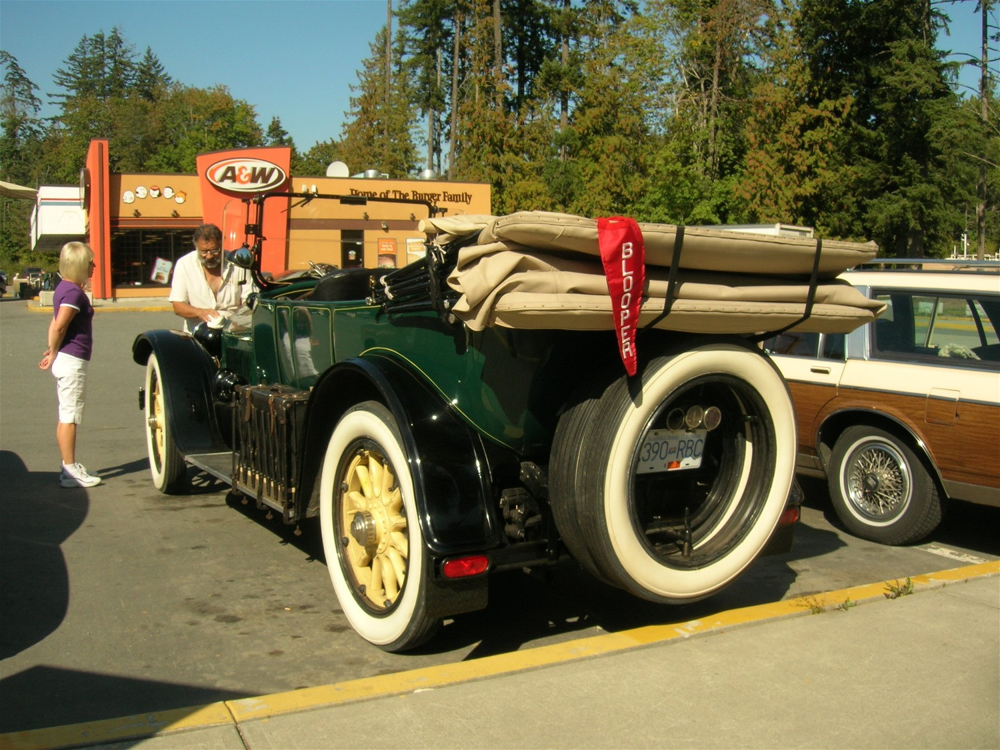 A&W
Home of The Burger Family
BLOOPER
390 RBC